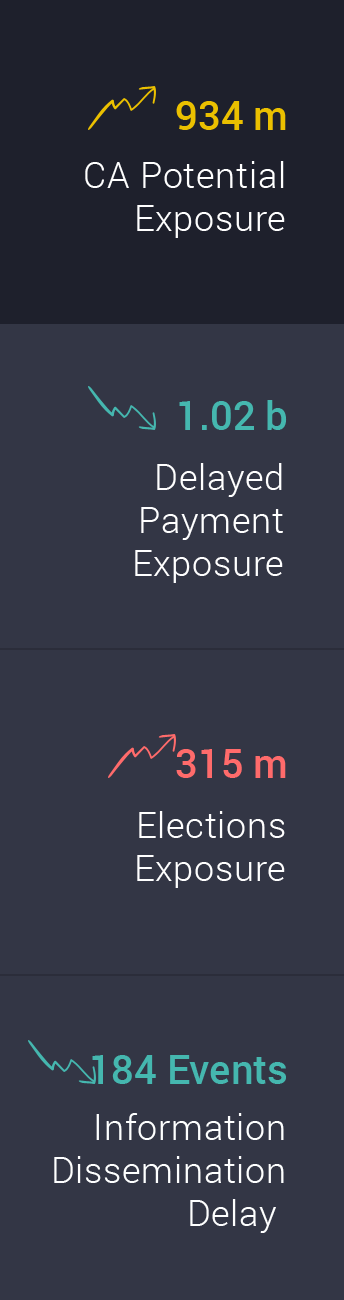 934 m
CA Potential
Exposure
1.02 b
Delayed
Payment
Exposure
315 m
Elections
Exposure
184 Events
Information
Dissemination
Delay